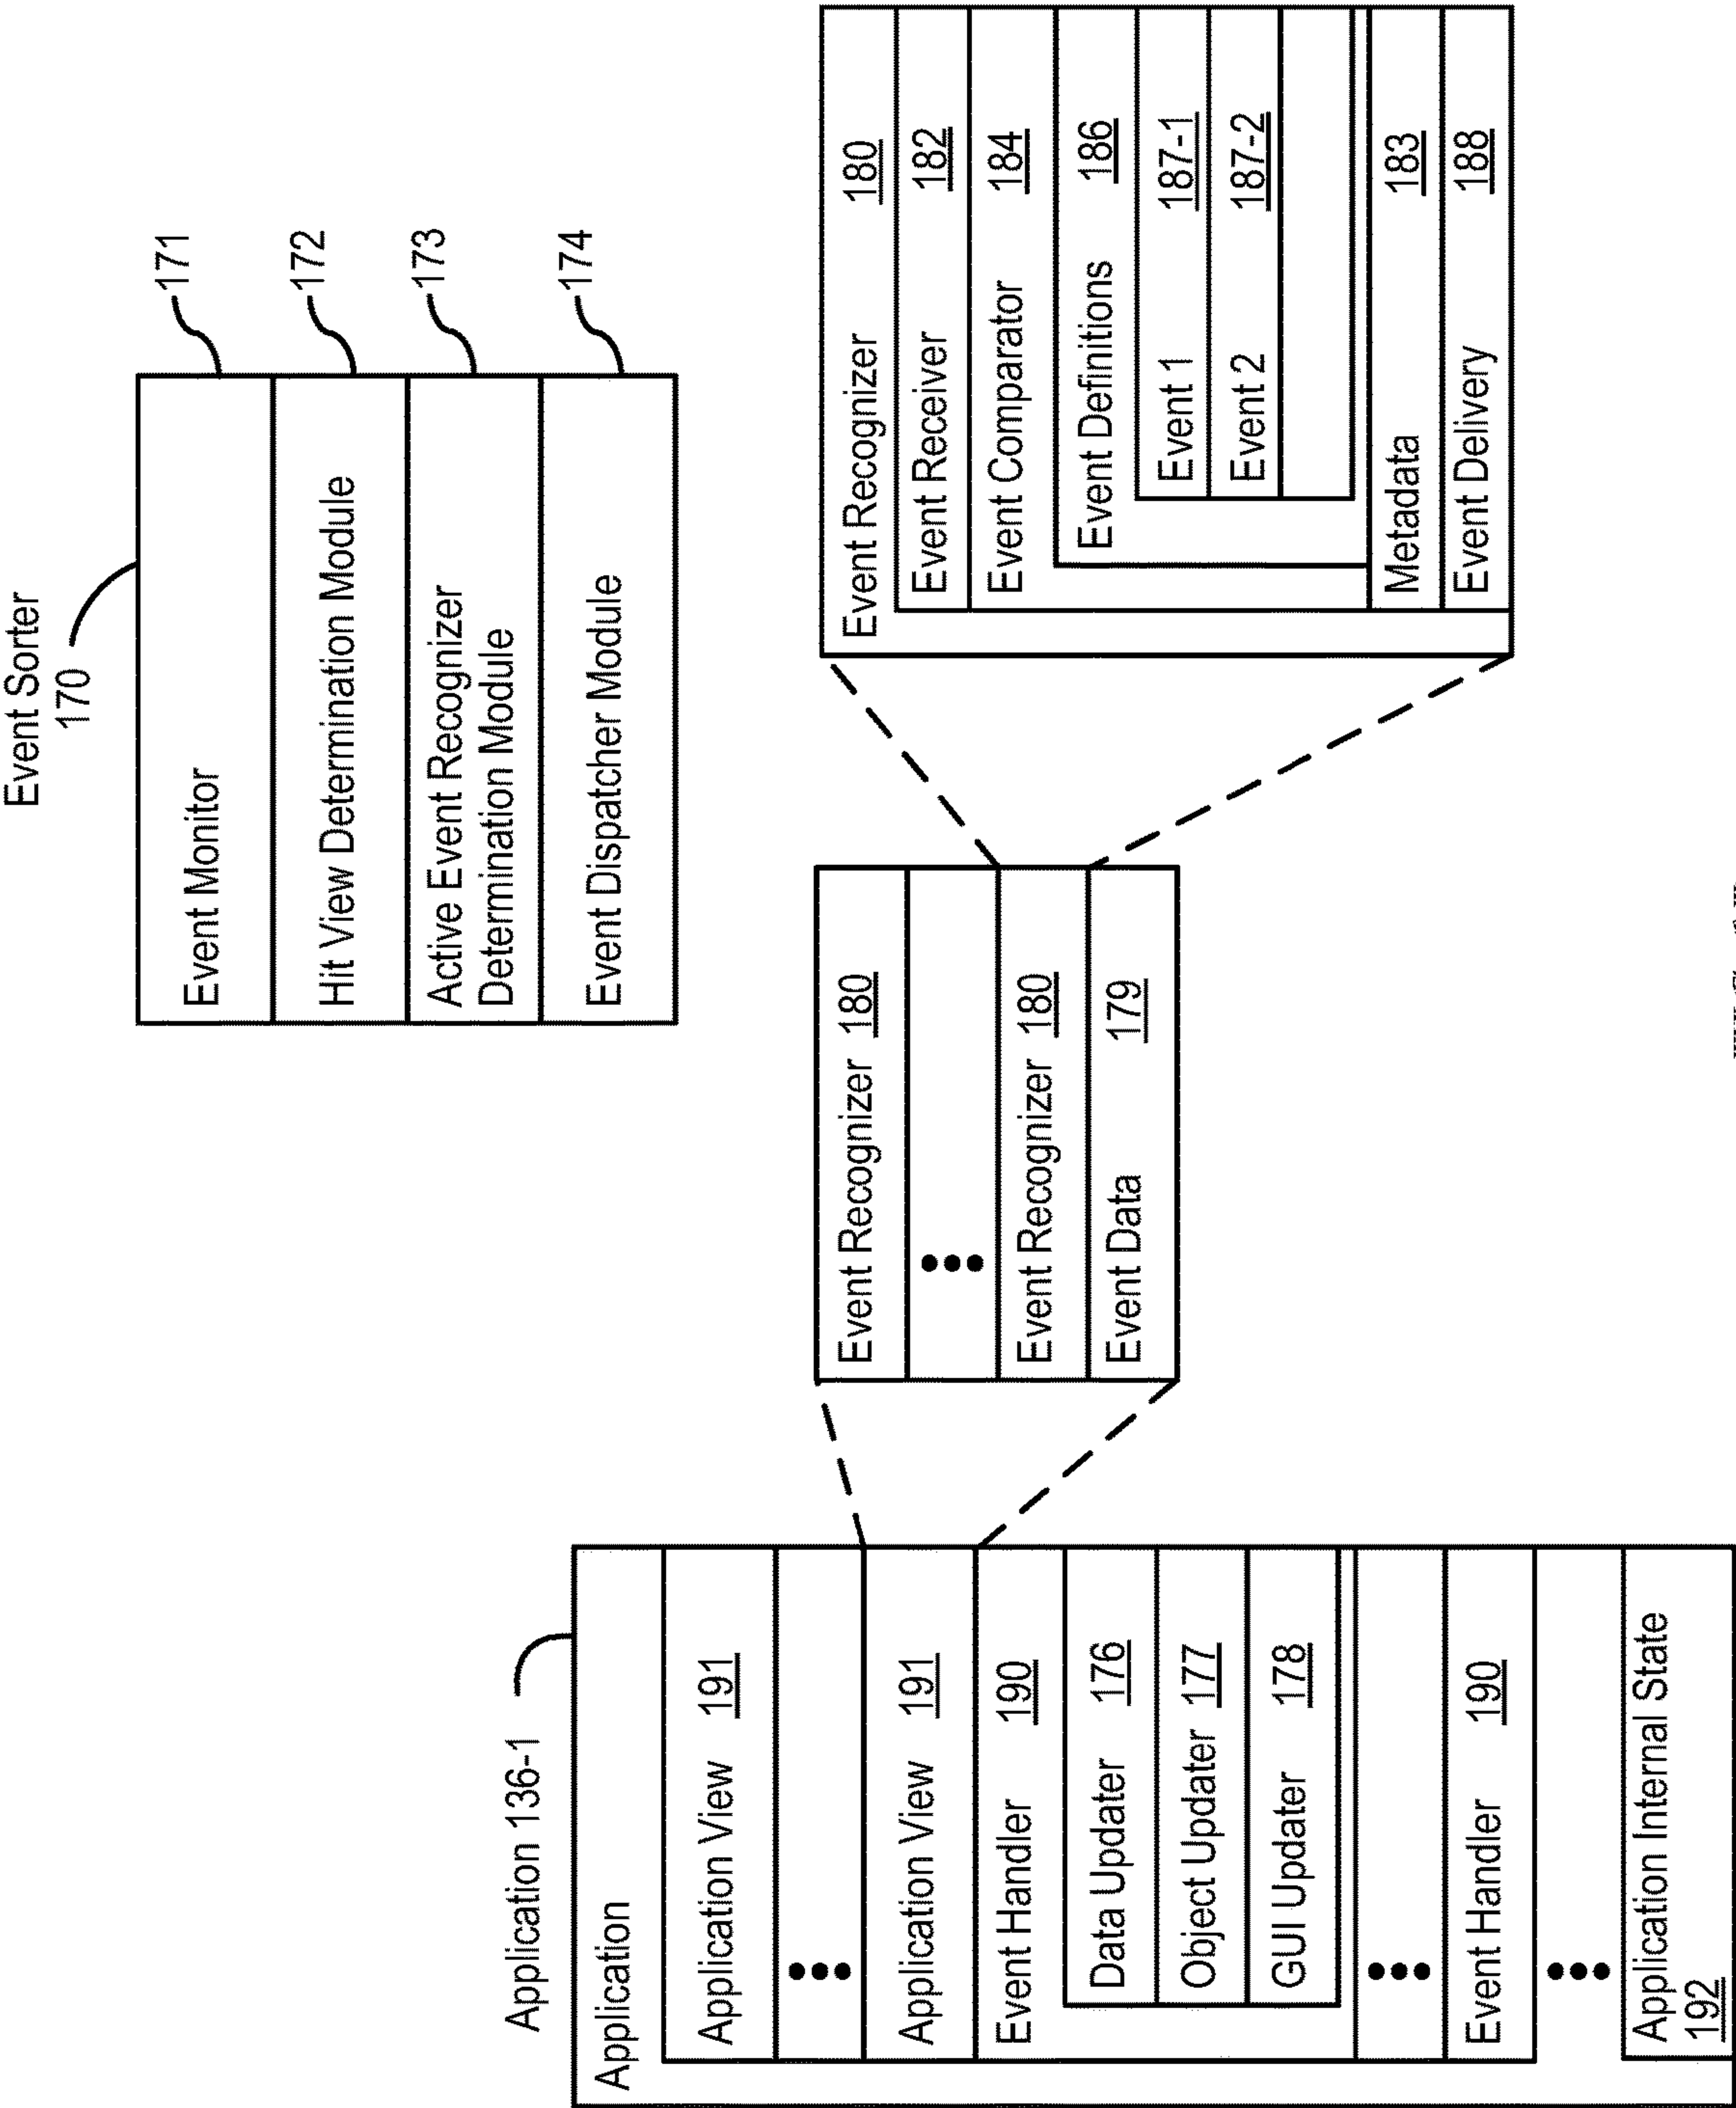 Event Sorter
170
Event Monitor
171
Hit View Determination Module
172
Active Event Recognizer
Determination Module
173
Event Dispatcher Module
174
Application 136-1
Application
Application View 191
Application View 191
Event Handler 190
Data Updater 176
Object Updater 177
GUI Updater 178
Event Handler 190
Application Internal State
192
Event Recognizer 180
Event Recognizer 180
Event Data 179
Event Recognizer 180
Event Receiver 182
Event Comparator 184
Event Definitions 186
Event 1 187-1
Event 2 187-2
Metadata 183
Event Delivery 188